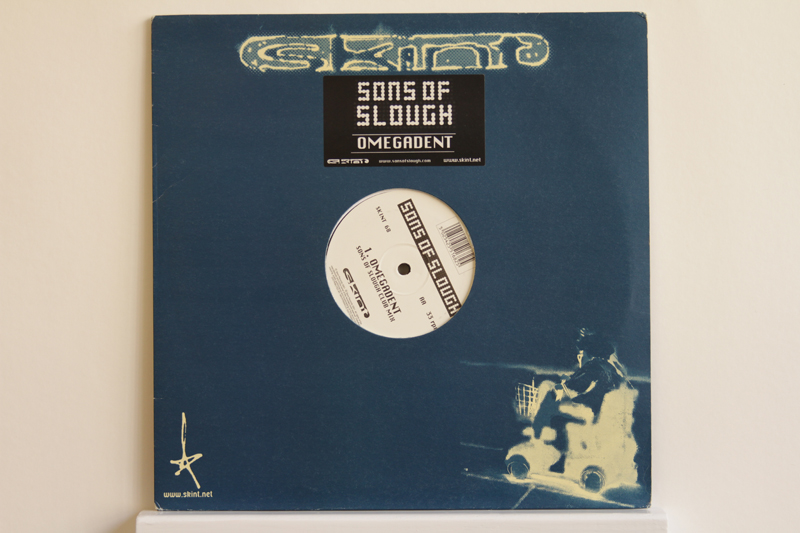 SKINT
SONS OF
SLOUGH
OMEGADENT
SKINT
www.sonsofslough.com
www.skint.net
SKINT 68
SONS OF SLOUGH
1. OMEGADENT
SONS OF SLOUGH CLUB MIX
AA 33 rpm
SKINT
www.skint.net